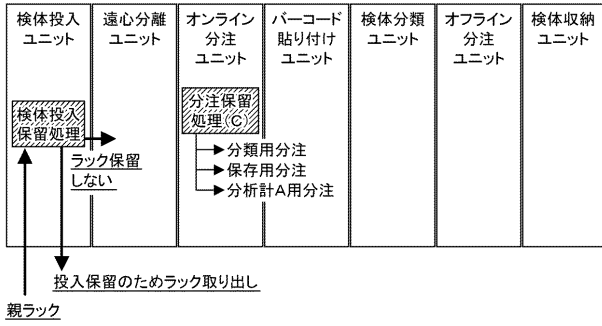 検体投入
ユニット
遠心分離
ユニット
オンライン
分注
ユニット
バーコード
貼り付け
ユニット
検体分類
ユニット
オフライン
分注
ユニット
検体収納
ユニット
検体投入
保留処理
ラック保留
しない
分注保留
処理(C)
分類用分注
保存用分注
分析計A用分注
投入保留のためラック取り出し
親ラック